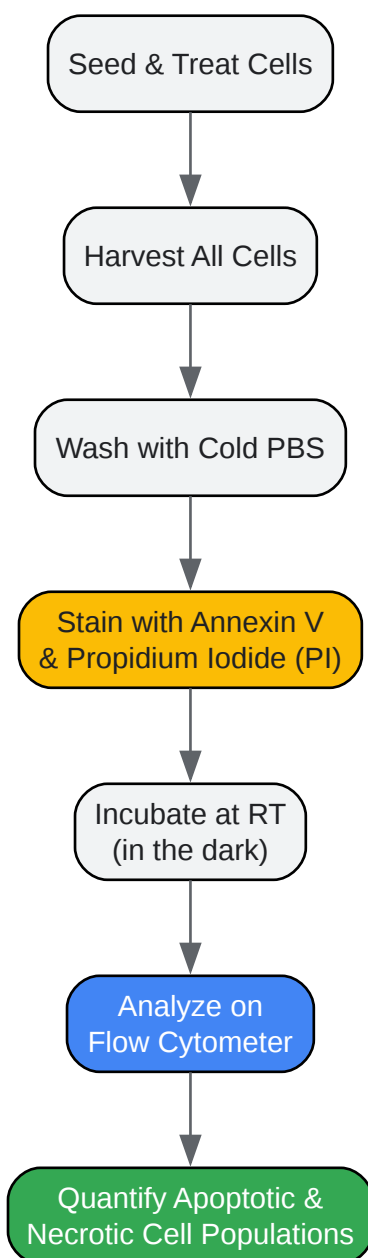 Seed & Treat Cells
Harvest All Cells
Wash with Cold PBS
Stain with Annexin V
& Propidium Iodide (PI)
Incubate at RT
(in the dark)
Analyze on
Flow Cytometer
Quantify Apoptotic &
Necrotic Cell Populations